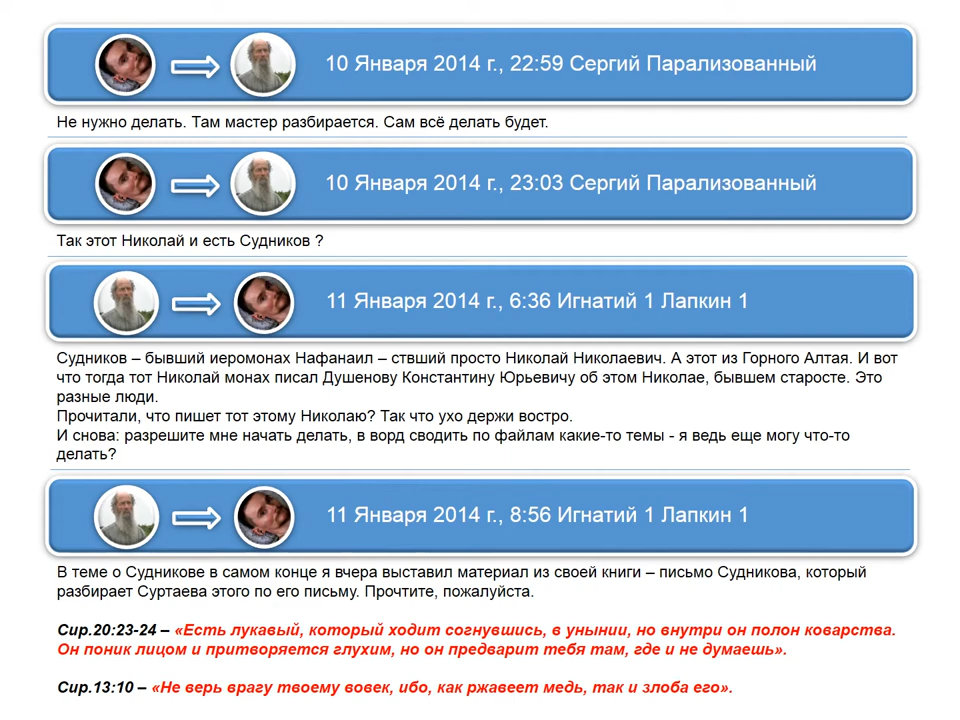 10 Января 2014 г., 22:59 Сергий Парализованный
Не нужно делать. Там мастер разбирается. Сам всё делать будет.
10 Января 2014 г., 23:03 Сергий Парализованный
Так этот Николай и есть Судников ?
11 Января 2014 г., 6:36 Игнатий 1 Лапкин 1
Судников – бывший иеромонах Нафанаил – ствший просто Николай Николаевич. А этот из Горного Алтая. И вот
что тогда тот Николай монах писал Душенову Константину Юрьевичу об этом Николае, бывшем старосте. Это
разные люди.
Прочитали, что пишет тот этому Николаю? Так что ухо держи востро.
И снова: разрешите мне начать делать, в ворд сводить по файлам какие-то темы - я ведь еще могу что-то
делать?
11 Января 2014 г., 8:56 Игнатий 1 Лапкин 1
В теме о Судникове в самом конце я вчера выставил материал из своей книги – письмо Судникова, который
разбирает Суртаева этого по его письму. Прочтите, пожалуйста.
Сир.20:23-24 – «Есть лукавый, который ходит согнувшись, в унынии, но внутри он полон коварства.
Он поник лицом и притворяется глухим, но он предварит тебя там, где и не думаешь».
Сир.13:10 – «Не верь врагу твоему вовек, ибо, как ржавеет медь, так и злоба его».